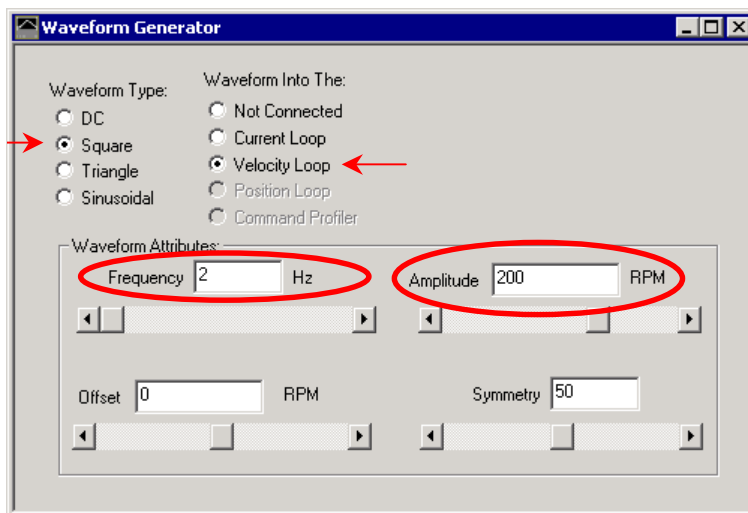 Waveform Generator
Waveform Type:
DC
Square
Triangle
Sinusoidal
Waveform Into The:
Not Connected
Current Loop
Velocity Loop
Position Loop
Command Profiler
Waveform Attributes:
Frequency 2 Hz
Amplitude 200 RPM
Offset 0 RPM
Symmetry 50